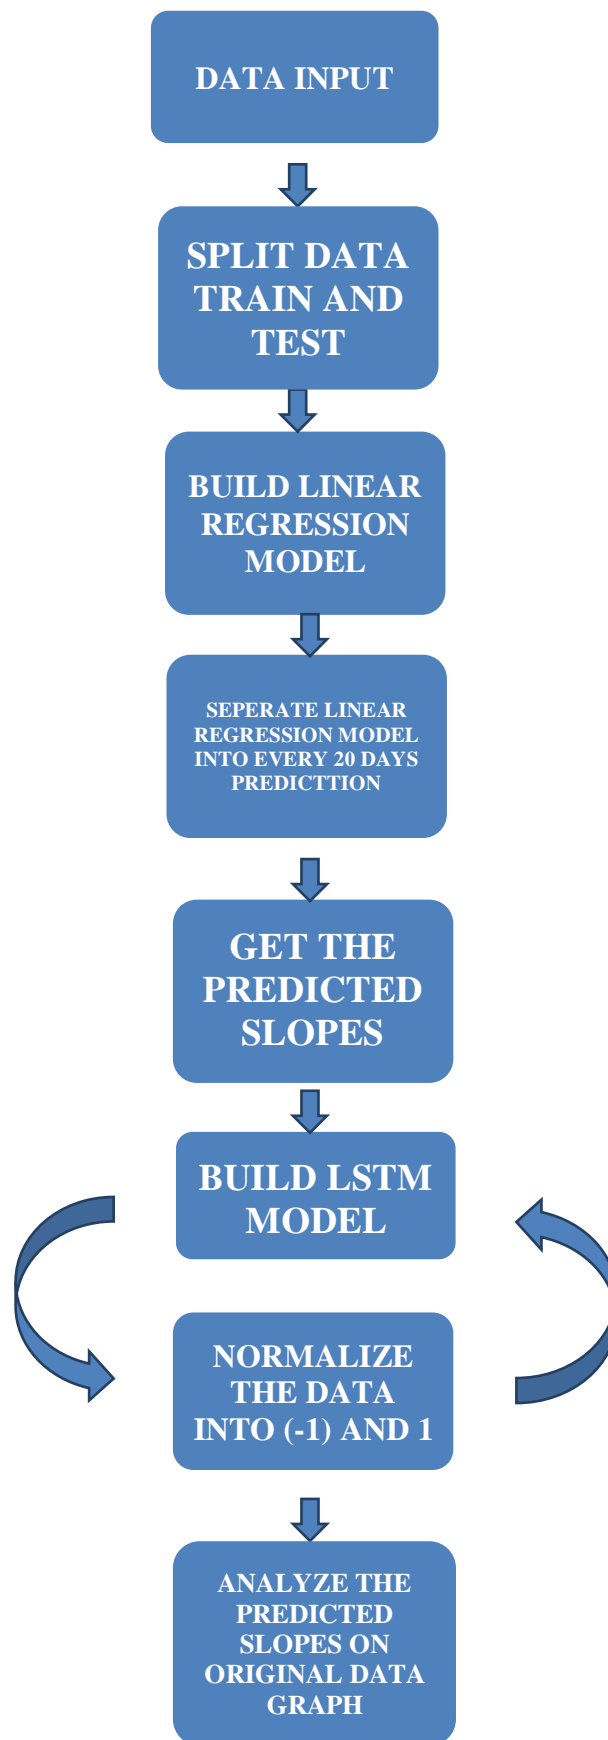 DATA INPUT
SPLIT DATA
TRAIN AND
TEST
BUILD LINEAR
REGRESSION
MODEL
SEPERATE LINEAR
REGRESSION MODEL
INTO EVERY 20 DAYS
PREDICTTION
GET THE
PREDICTED
SLOPES
BUILD LSTM
MODEL
NORMALIZE
THE DATA
INTO (-1) AND 1
ANALYZE THE
PREDICTED
SLOPES ON
ORIGINAL DATA
GRAPH